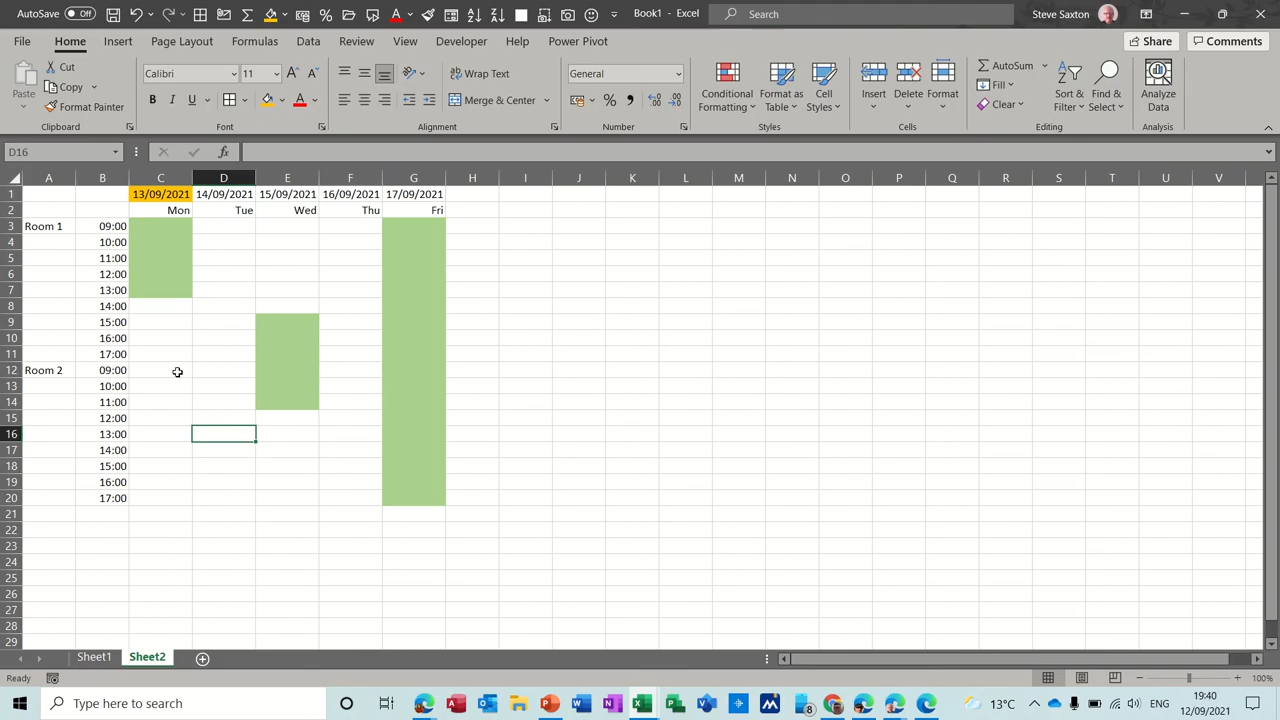 AutoSave Off Book1 - Excel Search Steve Saxton
File Home Insert Page Layout Formulas Data Review View Developer Help Power Pivot Share Comments
Paste Cut Copy Format Painter Clipboard
Calibri 11 B I U Font
Wrap Text Merge & Center Alignment
General % Number
Conditional Formatting Format as Table Cell Styles Styles
Insert Delete Format Cells
AutoSum Fill Clear Sort & Filter Find & Select Editing
Analyze Data Analysis
D16 fx
A B C D E F G H I J K L M N O P Q R S T U V
1 13/09/2021 14/09/2021 15/09/2021 16/09/2021 17/09/2021
2 Mon Tue Wed Thu Fri
3 Room 1 09:00
4 10:00
5 11:00
6 12:00
7 13:00
8 14:00
9 15:00
10 16:00
11 17:00
12 Room 2 09:00
13 10:00
14 11:00
15 12:00
16 13:00
17 14:00
18 15:00
19 16:00
20 17:00
21
22
23
24
25
26
27
28
29
Sheet1 Sheet2
Ready 100%
Type here to search 8 13°C ENG 19:40
12/09/2021